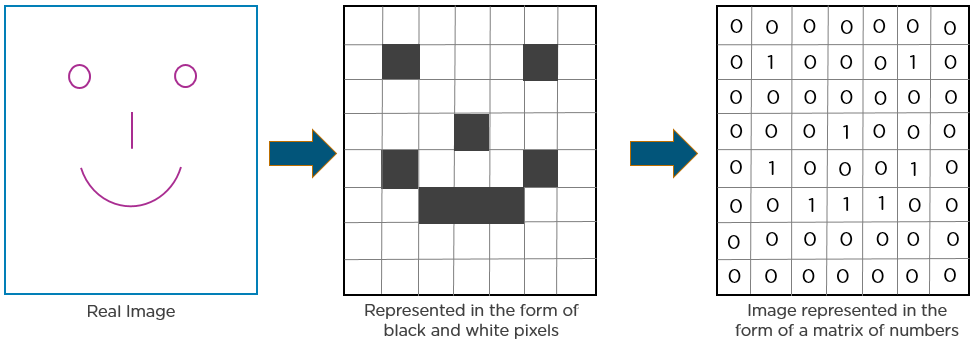 0 0 0 0 0 0 0
0 1 0 0 0 1 0
0 0 0 0 0 0 0
0 0 0 1 0 0 0
0 1 0 0 0 1 0
0 0 1 1 1 0 0
0 0 0 0 0 0 0
0 0 0 0 0 0 0
Real Image
Represented in the form of
black and white pixels
Image represented in the
form of a matrix of numbers